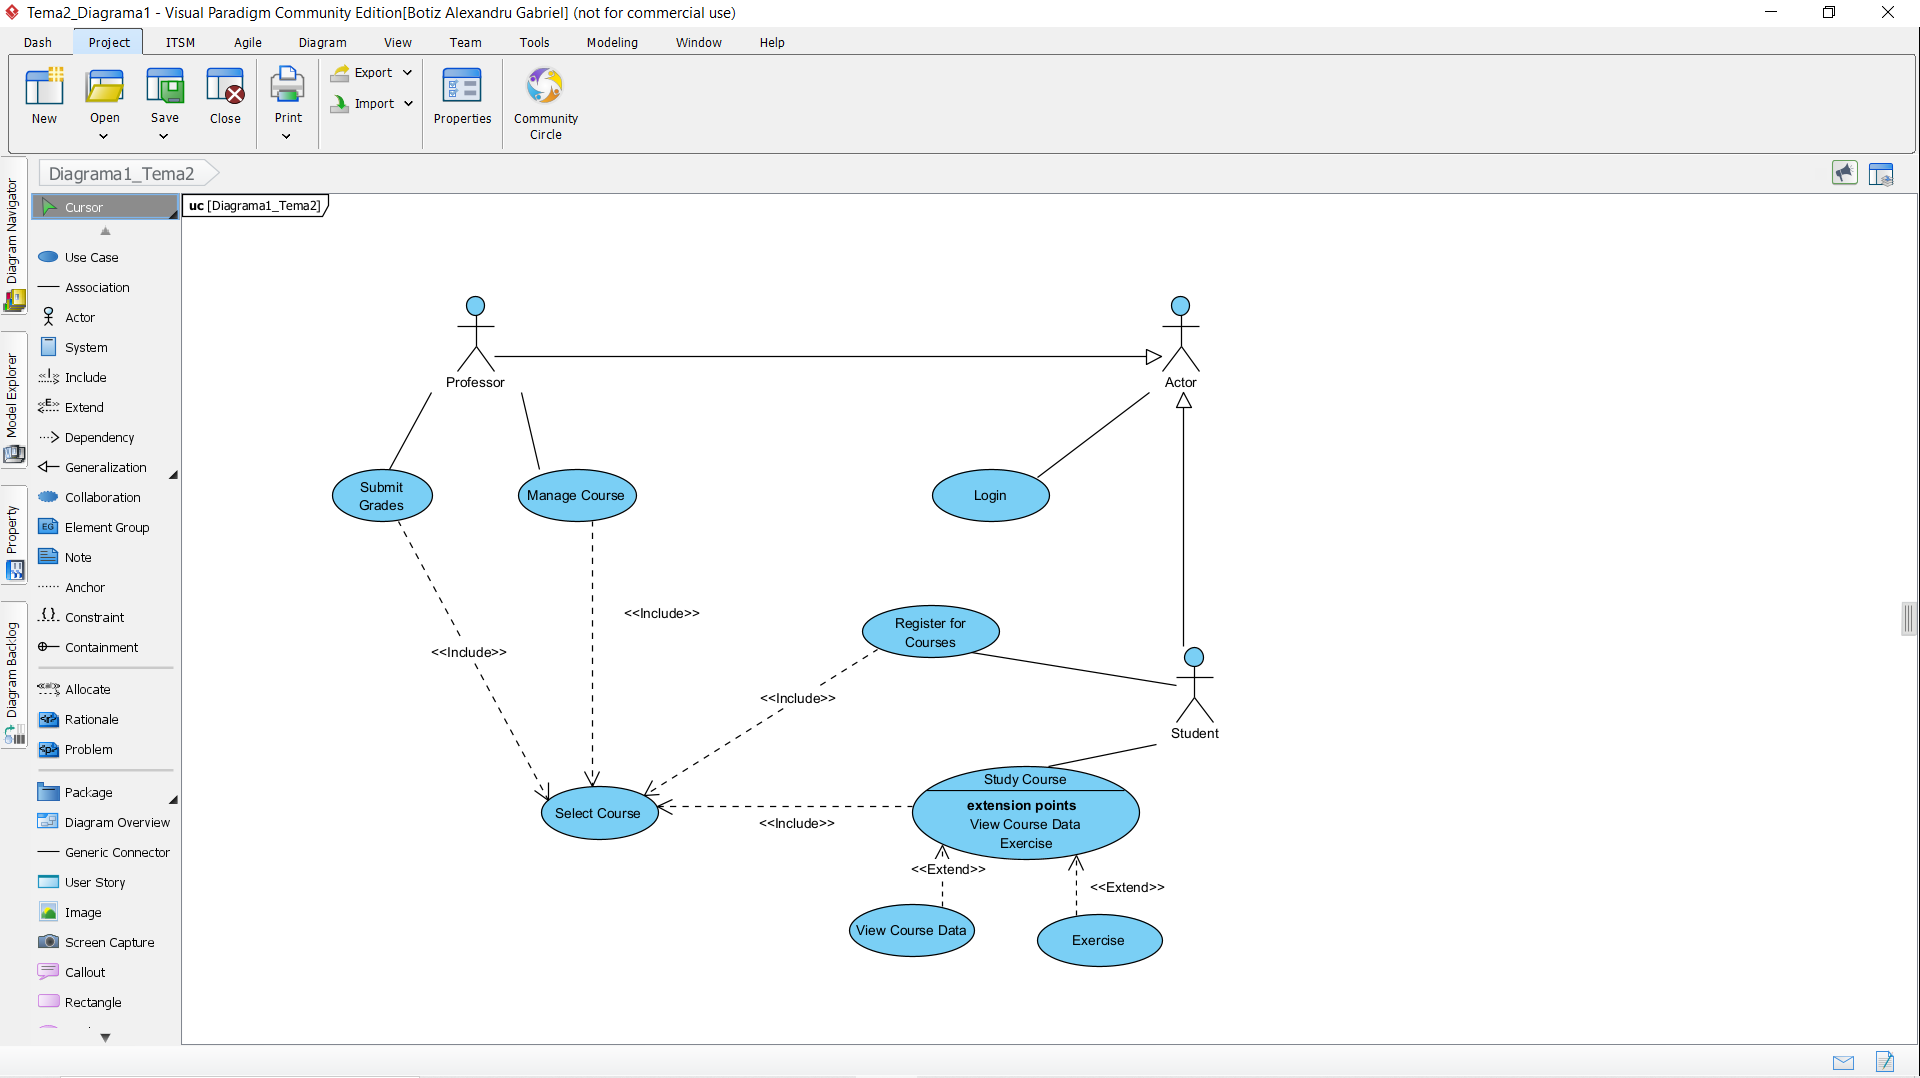 Tema2_Diagrama1 - Visual Paradigm Community Edition[Botiz Alexandru Gabriel] (not for commercial use)
Dash Project ITSM Agile Diagram View Team Tools Modeling Window Help
New Open Save Close Print
Export
Import
Properties
Community
Circle
Diagrama1_Tema2
Diagram Navigator
Model Explorer
Property
Diagram Backlog
Cursor
Use Case
Association
Actor
System
Include
Extend
Dependency
Generalization
Collaboration
Element Group
Note
Anchor
Constraint
Containment
Allocate
Rationale
Problem
Package
Diagram Overview
Generic Connector
User Story
Image
Screen Capture
Callout
Rectangle
uc [Diagrama1_Tema2]
Professor
Actor
Submit
Grades
Manage Course
Login
<<Include>>
<<Include>>
Register for
Courses
<<Include>>
Student
Select Course
<<Include>>
Study Course
extension points
View Course Data
Exercise
<<Extend>>
<<Extend>>
View Course Data
Exercise